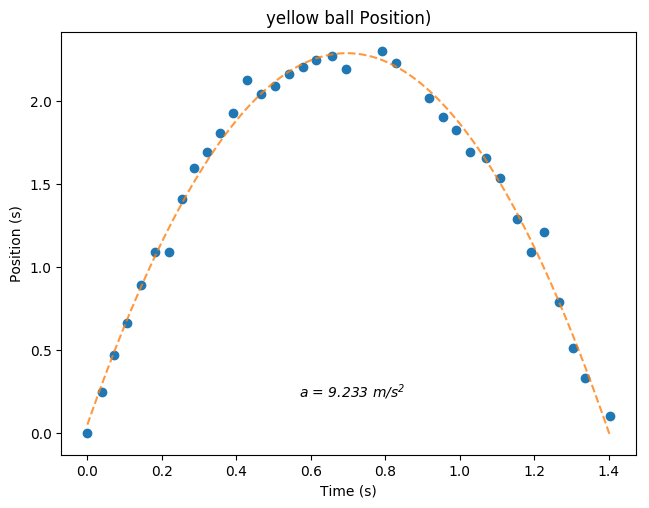 yellow ball Position)
Position (s)
2.0
1.5
1.0
0.5
0.0
a = 9.233 m/s²
0.0 0.2 0.4 0.6 0.8 1.0 1.2 1.4
Time (s)